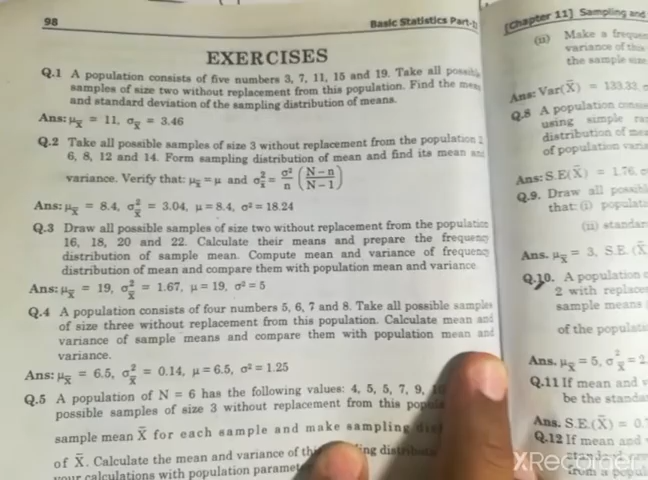 98
Basic Statistics Part-II
EXERCISES
Q.1 A population consists of five numbers 3, 7, 11, 15 and 19. Take all possible
samples of size two without replacement from this population. Find the mean
and standard deviation of the sampling distribution of means.
Ans: μX̄ = 11, σX̄ = 3.46
Q.2 Take all possible samples of size 3 without replacement from the population 2
6, 8, 12 and 14. Form sampling distribution of mean and find its mean and
variance. Verify that: μX̄ = μ and σ²X̄ = σ²/n (N−n/N−1)
Ans: μX̄ = 8.4, σ²X̄ = 3.04, μ = 8.4, σ² = 18.24
Q.3 Draw all possible samples of size two without replacement from the population
16, 18, 20 and 22. Calculate their means and prepare the frequency
distribution of sample mean. Compute mean and variance of frequency
distribution of mean and compare them with population mean and variance.
Ans: μX̄ = 19, σ²X̄ = 1.67, μ = 19, σ² = 5
Q.4 A population consists of four numbers 5, 6, 7 and 8. Take all possible samples
of size three without replacement from this population. Calculate mean and
variance of sample means and compare them with population mean and
variance.
Ans: μX̄ = 6.5, σ²X̄ = 0.14, μ = 6.5, σ² = 1.25
Q.5 A population of N = 6 has the following values: 4, 5, 5, 7, 9,
possible samples of size 3 without replacement from this
sample mean X̄ for each sample and make sampling
of X̄. Calculate the mean and variance of
your calculations with population
[Chapter 11] Sampling and
(ii) Make a
variance of this
the sample size
Ans: Var(X̄) = 133.33,
Q.8 A population
using simple
distribution of
of population
Ans: S.E(X̄) = 1.76,
Q.9. Draw all
that: (i)
(ii)
Ans. μX̄ = 3, S.E.
Q.10. A population
2 with
sample means
of the
Ans. μX̄ = 5, σ²X̄ = 2.
Q.11 If mean and
be the
Ans. S.E.(X̄) = 0.
Q.12 If mean and
from a
XRecorder